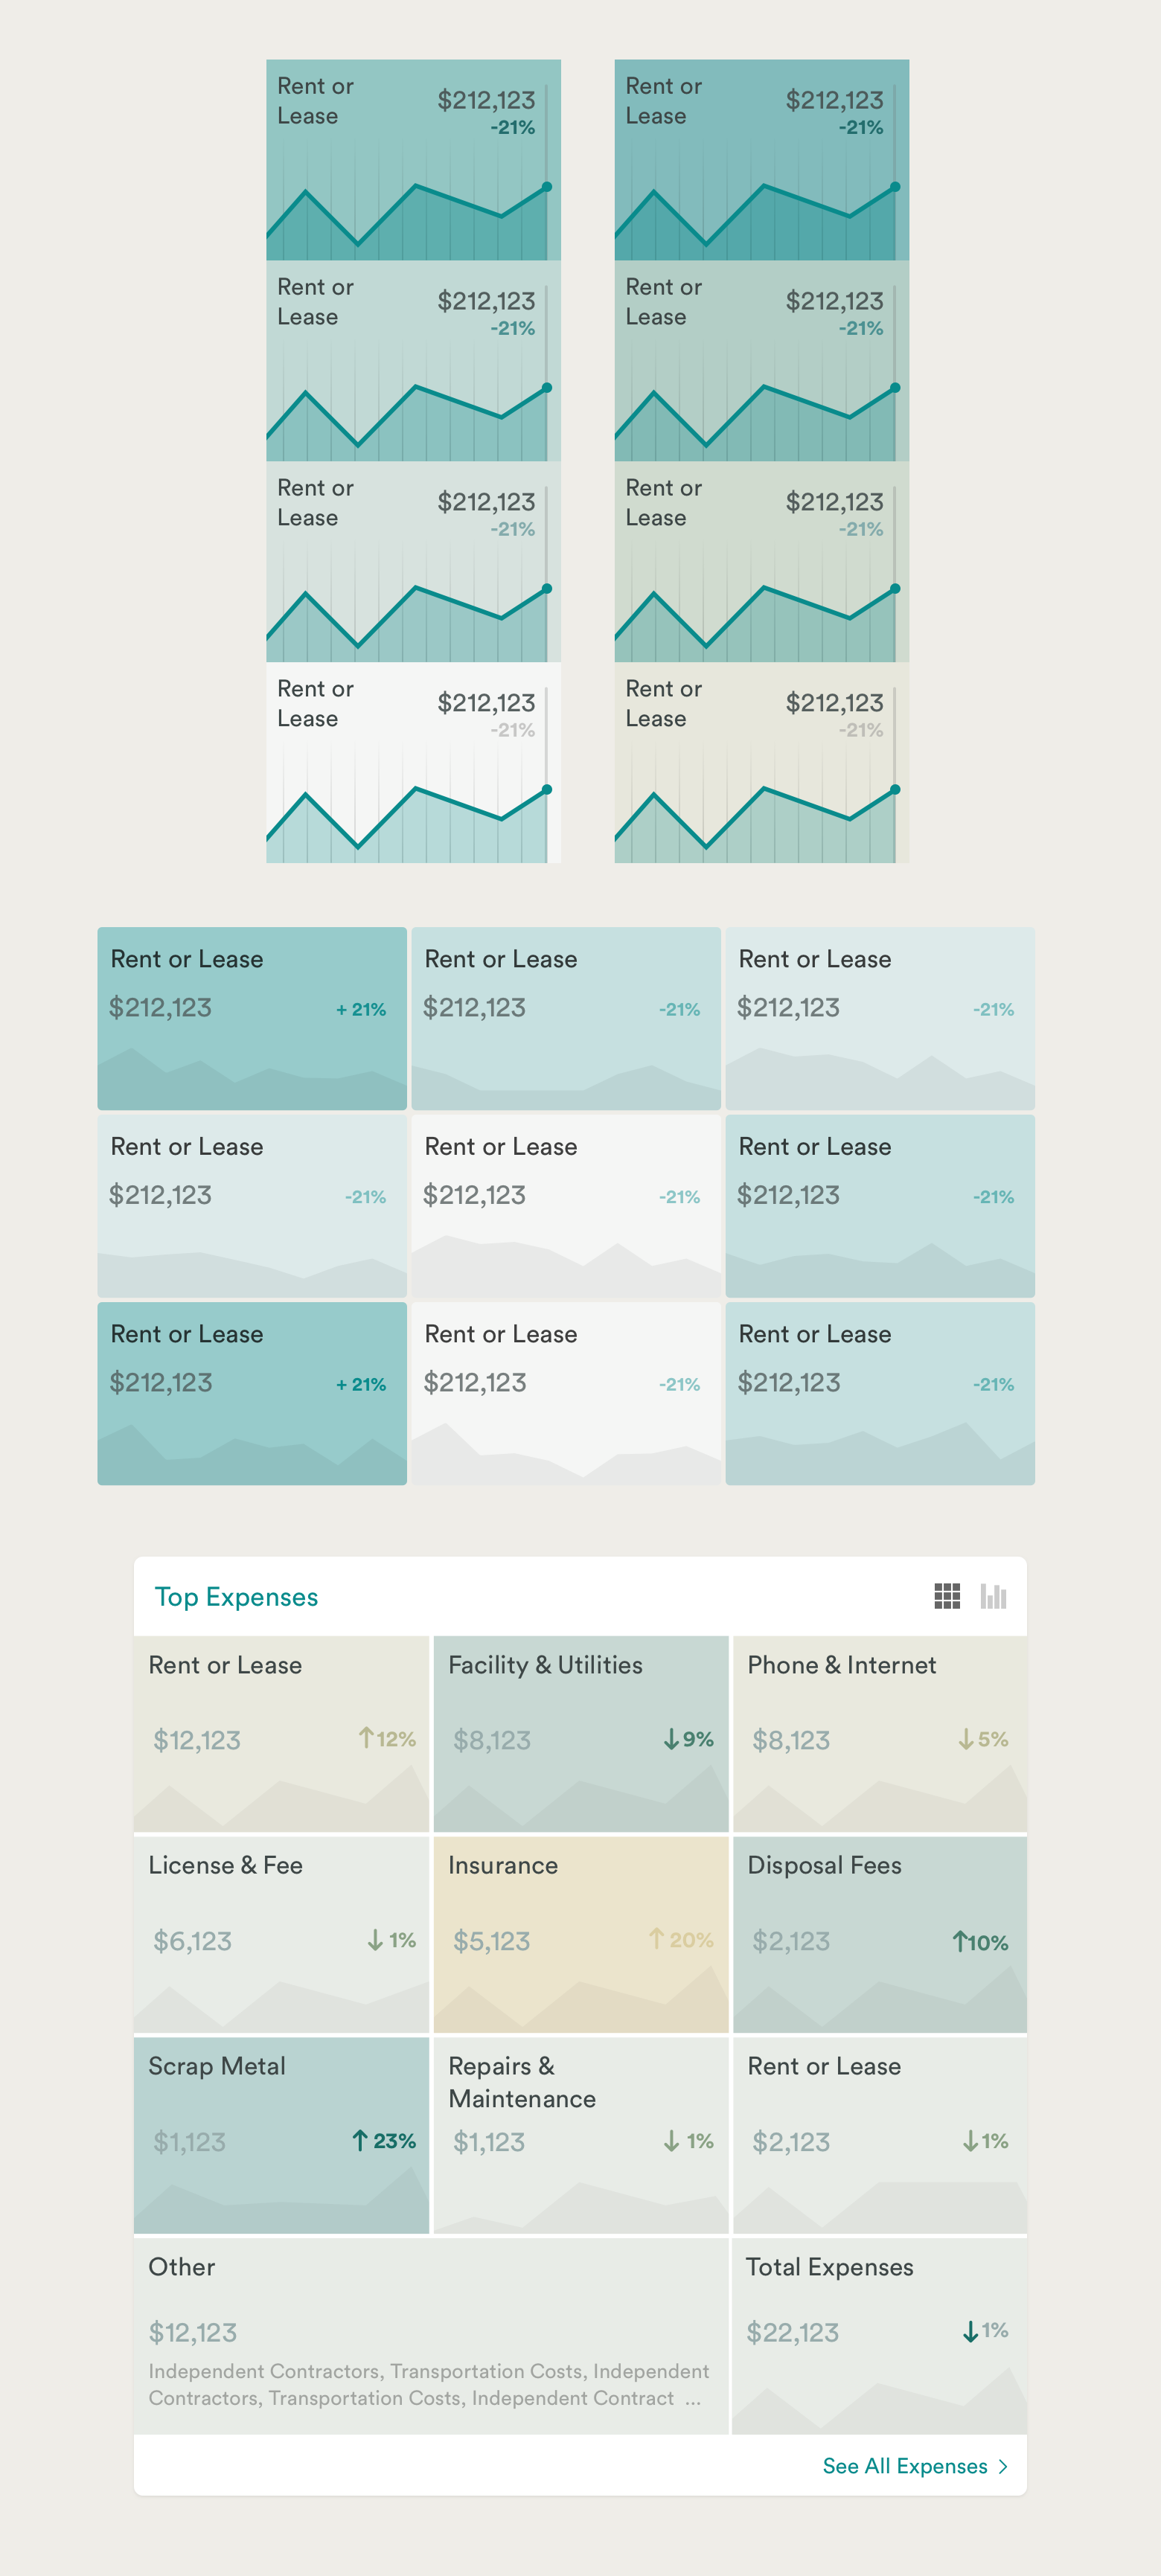 Rent or
Lease
$212,123
-21%
Rent or
Lease
$212,123
-21%
Rent or
Lease
$212,123
-21%
Rent or
Lease
$212,123
-21%
Rent or
Lease
$212,123
-21%
Rent or
Lease
$212,123
-21%
Rent or
Lease
$212,123
-21%
Rent or
Lease
$212,123
-21%
Rent or Lease
$212,123
+ 21%
Rent or Lease
$212,123
-21%
Rent or Lease
$212,123
-21%
Rent or Lease
$212,123
-21%
Rent or Lease
$212,123
-21%
Rent or Lease
$212,123
-21%
Rent or Lease
$212,123
+ 21%
Rent or Lease
$212,123
-21%
Rent or Lease
$212,123
-21%
Top Expenses
Rent or Lease
$12,123
↑12%
Facility & Utilities
$8,123
↓9%
Phone & Internet
$8,123
↓5%
License & Fee
$6,123
↓ 1%
Insurance
$5,123
↑ 20%
Disposal Fees
$2,123
↑10%
Scrap Metal
$1,123
↑ 23%
Repairs &
Maintenance
$1,123
↓ 1%
Rent or Lease
$2,123
↓1%
Other
$12,123
Independent Contractors, Transportation Costs, Independent
Contractors, Transportation Costs, Independent Contract ...
Total Expenses
$22,123
↓1%
See All Expenses >